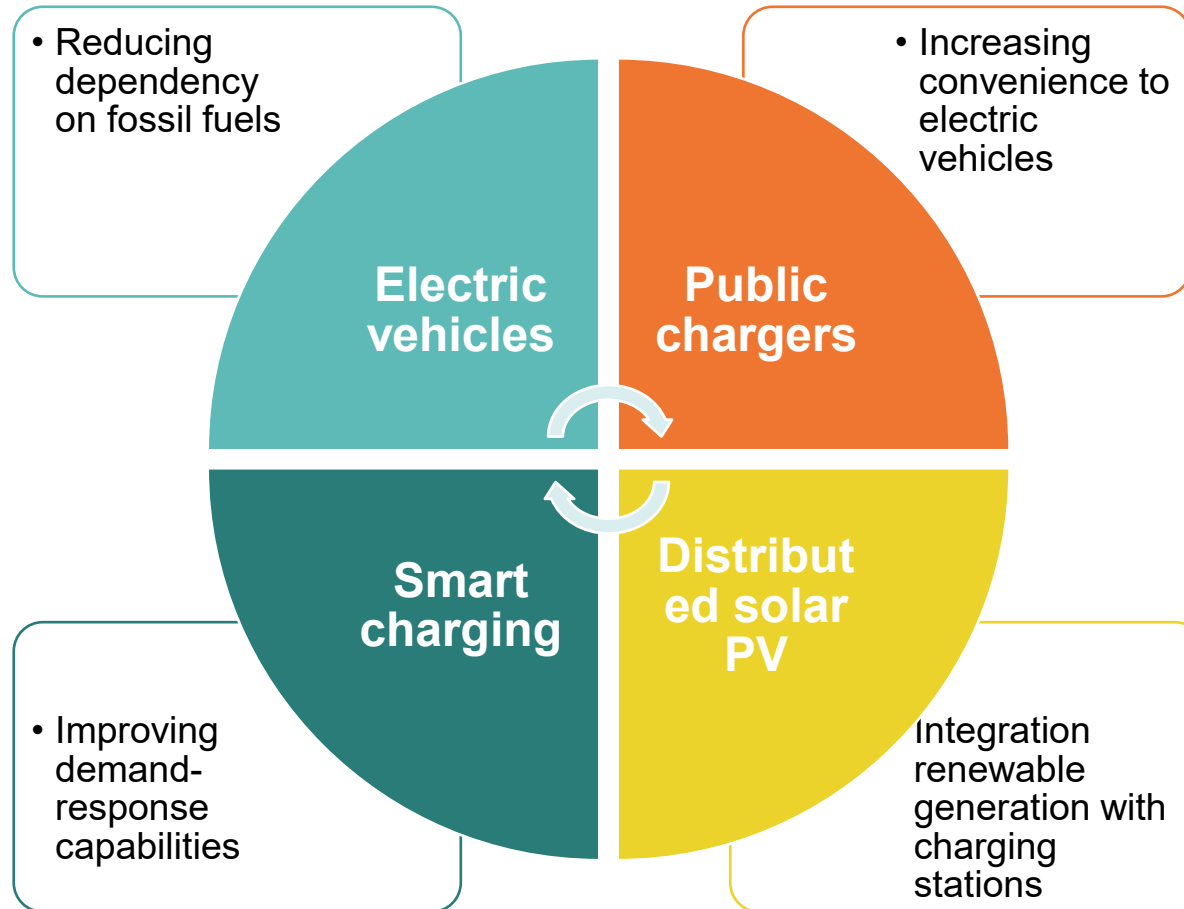 • Reducing
dependency
on fossil fuels
• Increasing
convenience to
electric
vehicles
Electric
vehicles
Public
chargers
Smart
charging
Distribut
ed solar
PV
• Improving
demand-
response
capabilities
Integration
renewable
generation with
charging
stations